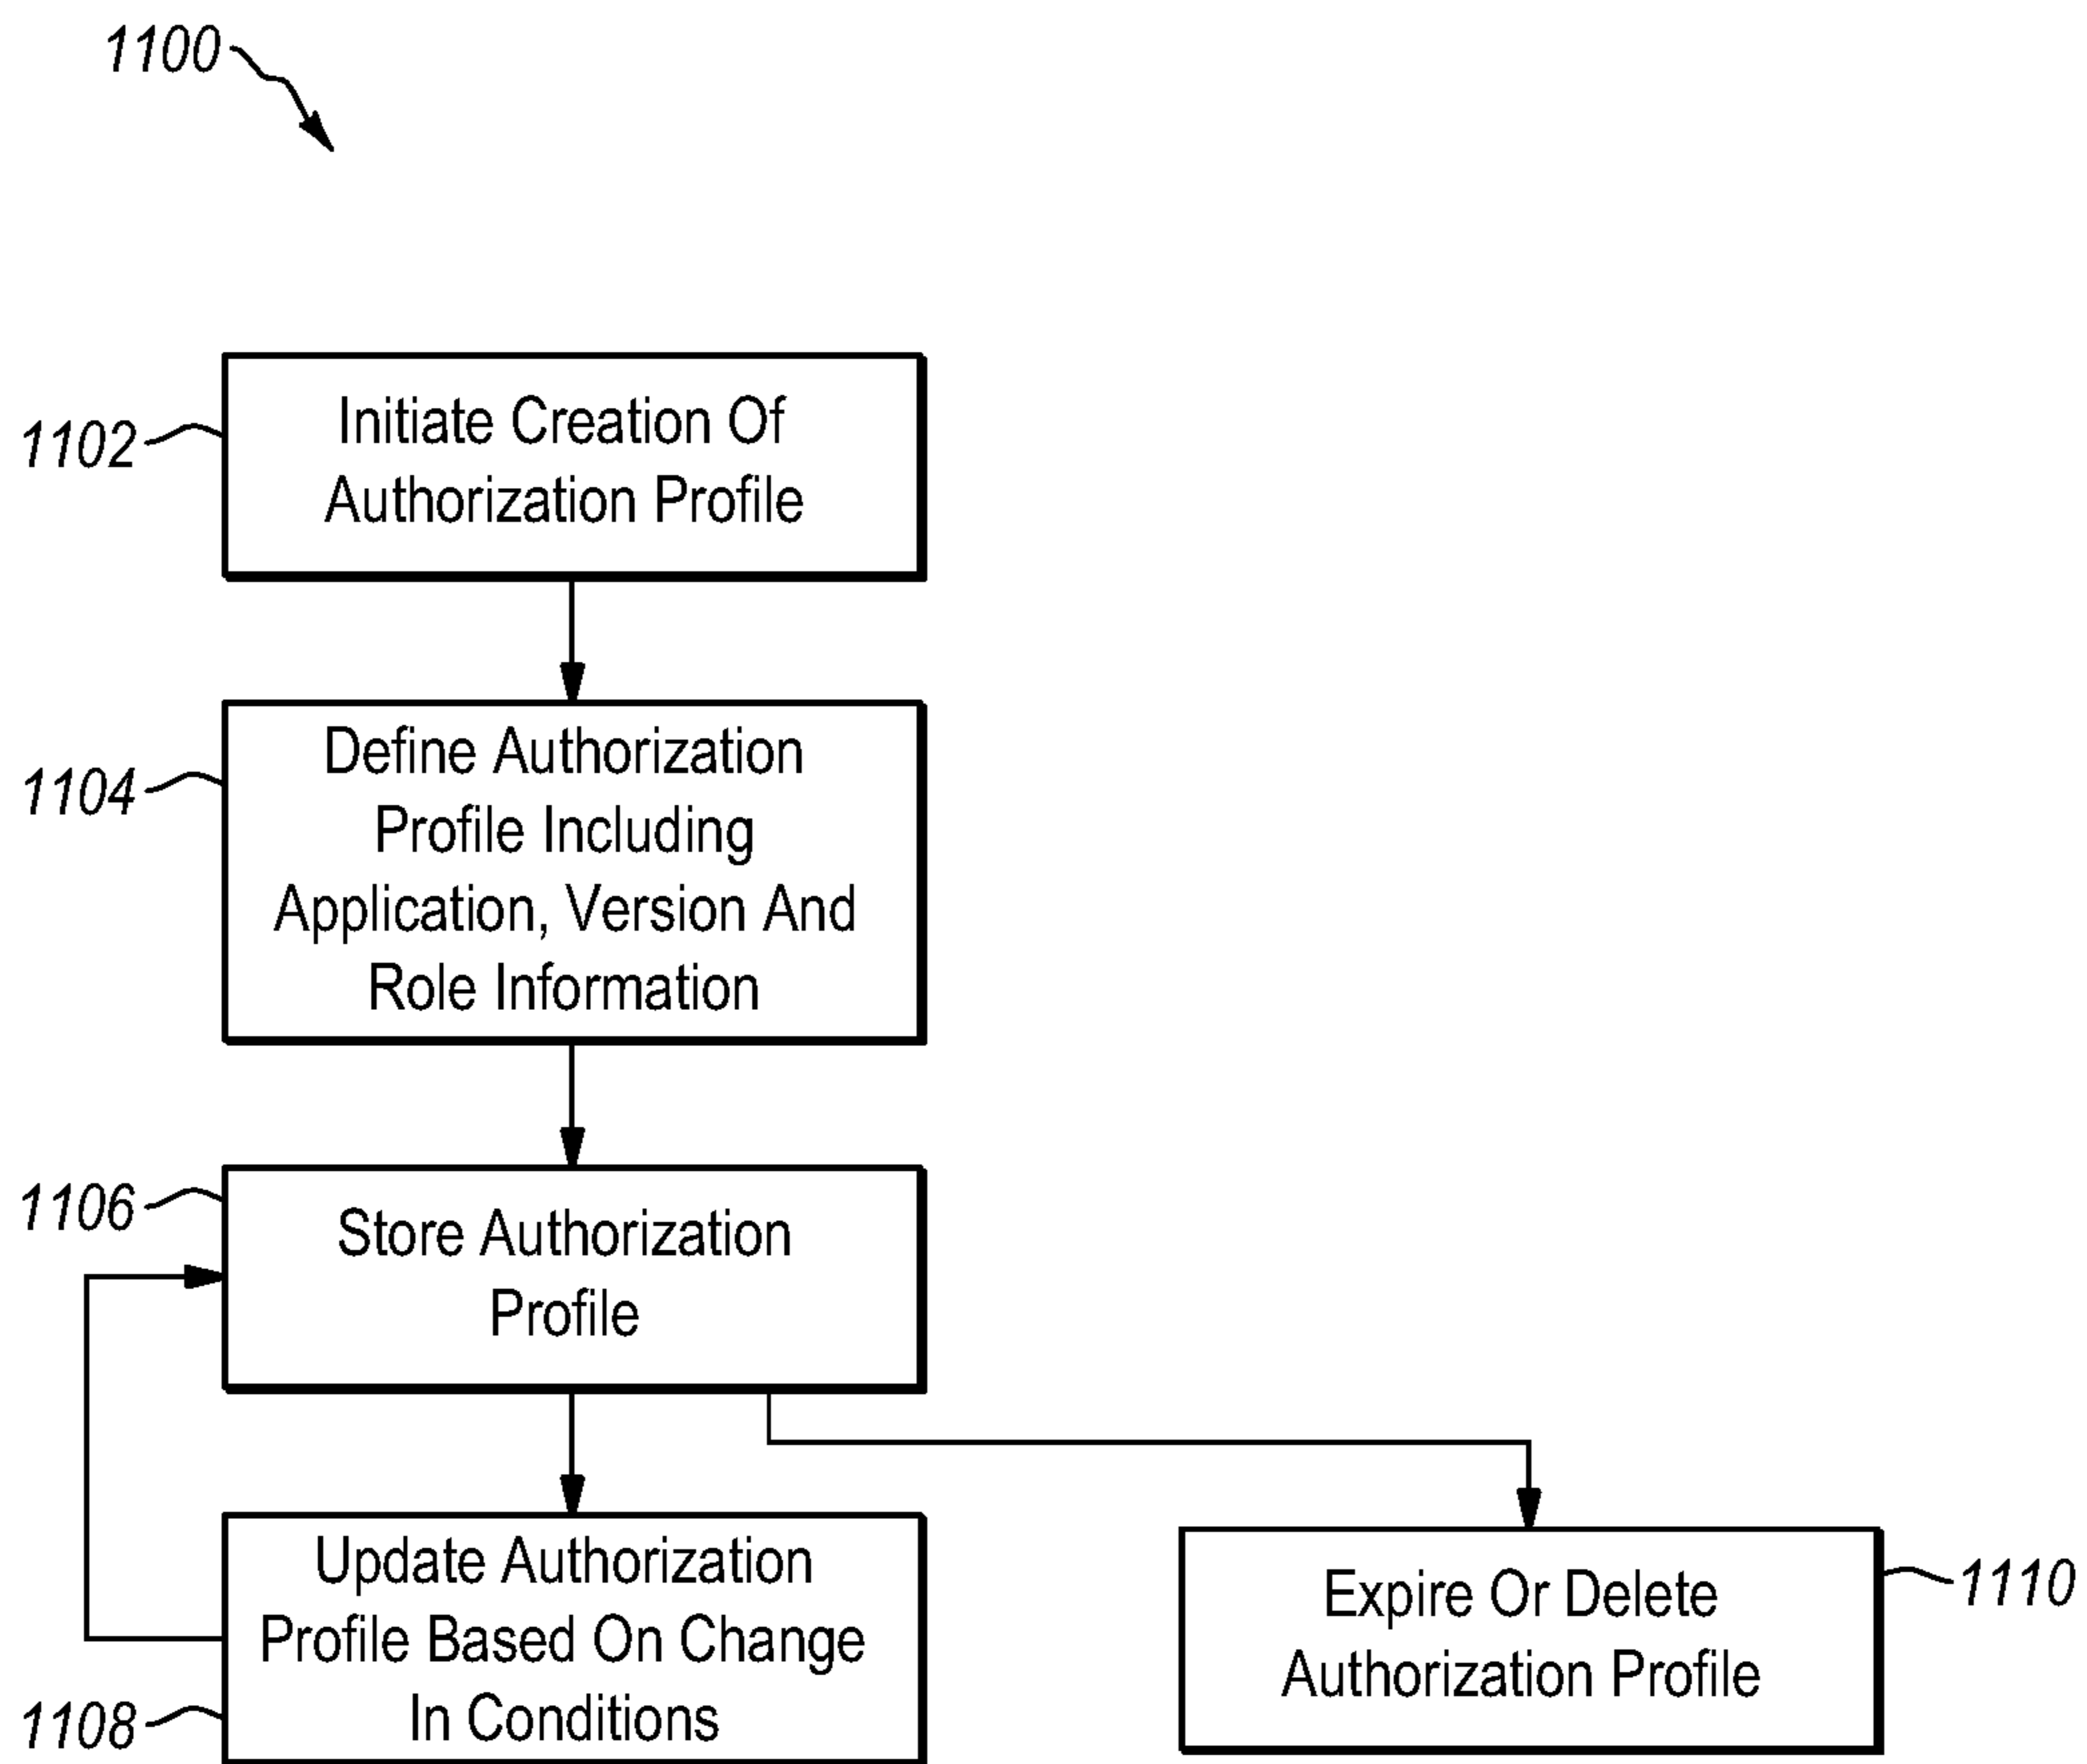 1100
1102
Initiate Creation Of
Authorization Profile
1104
Define Authorization
Profile Including
Application, Version And
Role Information
1106
Store Authorization
Profile
1108
Update Authorization
Profile Based On Change
In Conditions
Expire Or Delete
Authorization Profile
1110